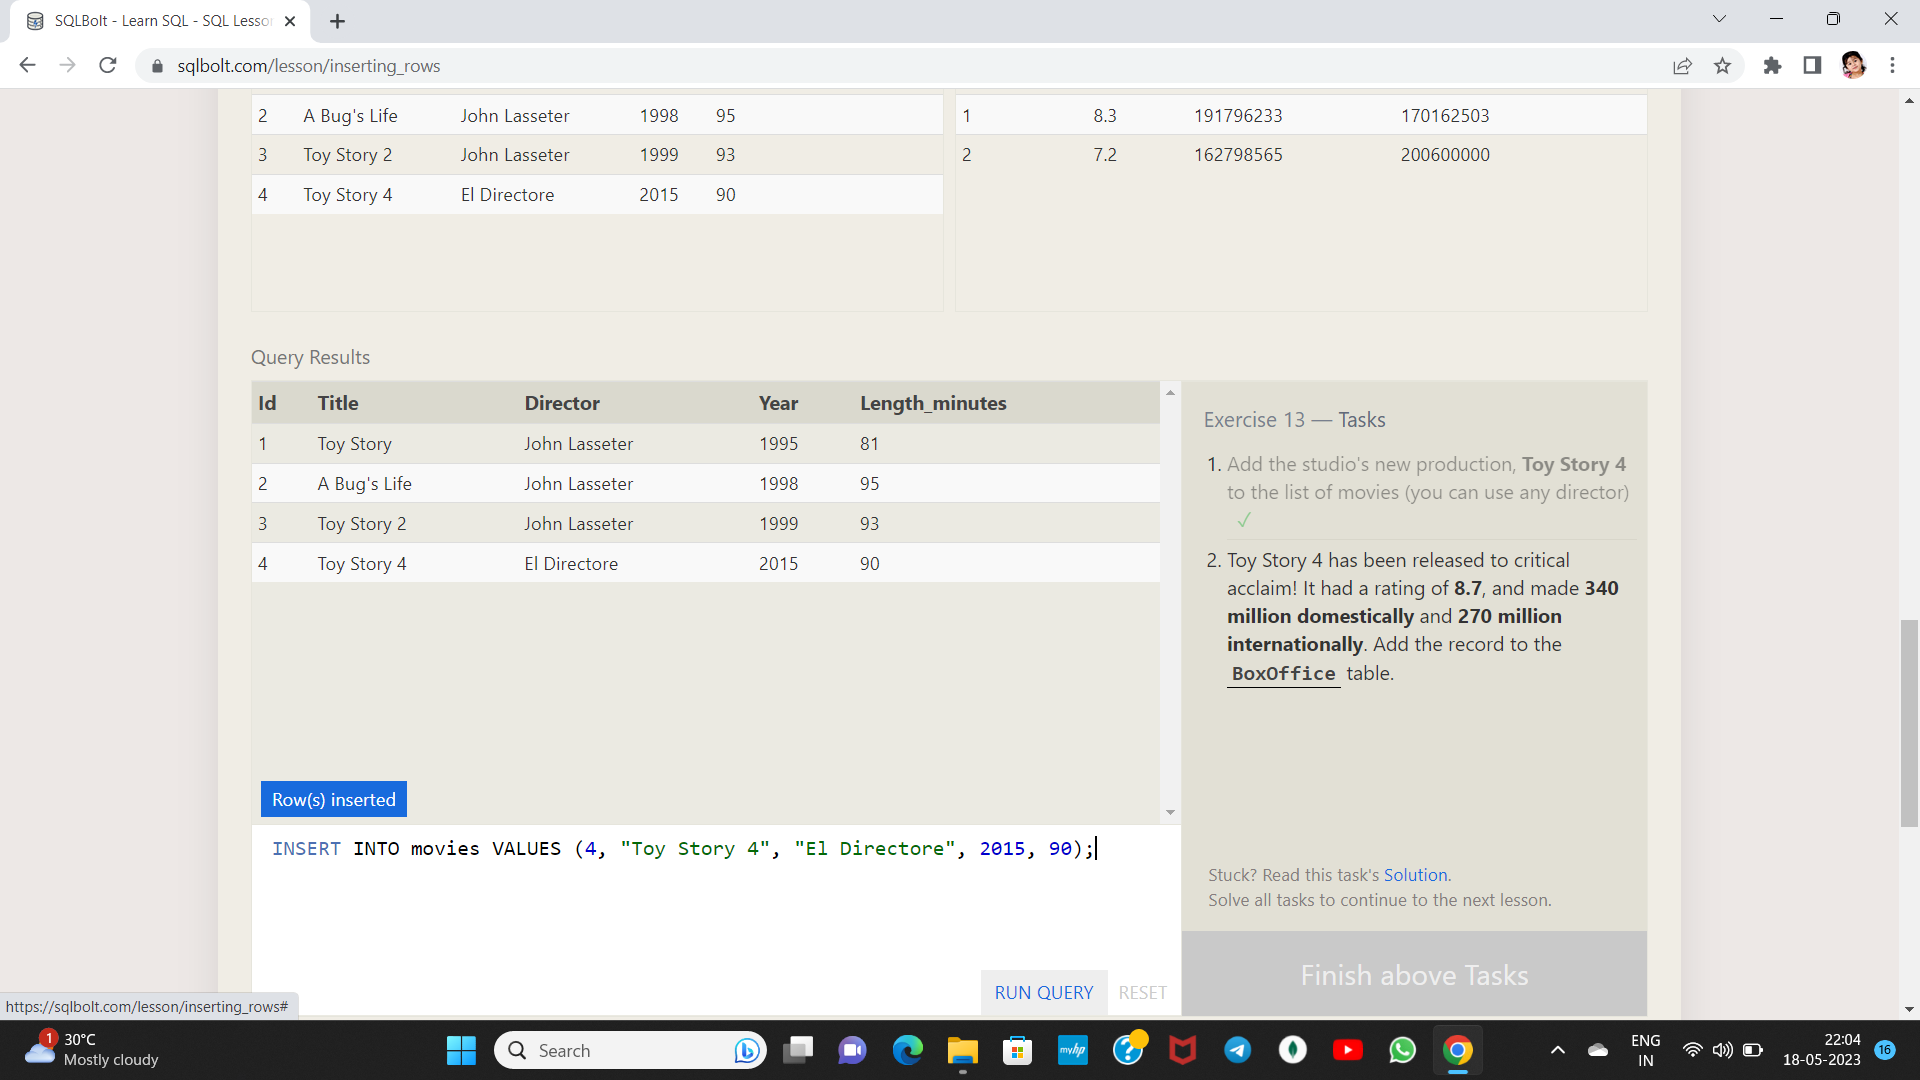 SQLBolt - Learn SQL - SQL Lesso
sqlbolt.com/lesson/inserting_rows
2 A Bug's Life John Lasseter 1998 95
3 Toy Story 2 John Lasseter 1999 93
4 Toy Story 4 El Directore 2015 90
1 8.3 191796233 170162503
2 7.2 162798565 200600000
Query Results
Id Title Director Year Length_minutes
1 Toy Story John Lasseter 1995 81
2 A Bug's Life John Lasseter 1998 95
3 Toy Story 2 John Lasseter 1999 93
4 Toy Story 4 El Directore 2015 90
Row(s) inserted
INSERT INTO movies VALUES (4, "Toy Story 4", "El Directore", 2015, 90);
RUN QUERY RESET
Exercise 13 — Tasks
1. Add the studio's new production, Toy Story 4
to the list of movies (you can use any director)
✓
2. Toy Story 4 has been released to critical
acclaim! It had a rating of 8.7, and made 340
million domestically and 270 million
internationally. Add the record to the
BoxOffice table.
Stuck? Read this task's Solution.
Solve all tasks to continue to the next lesson.
Finish above Tasks
https://sqlbolt.com/lesson/inserting_rows#
1
30°C
Mostly cloudy
Search
myhp
ENG
IN
22:04
18-05-2023
16